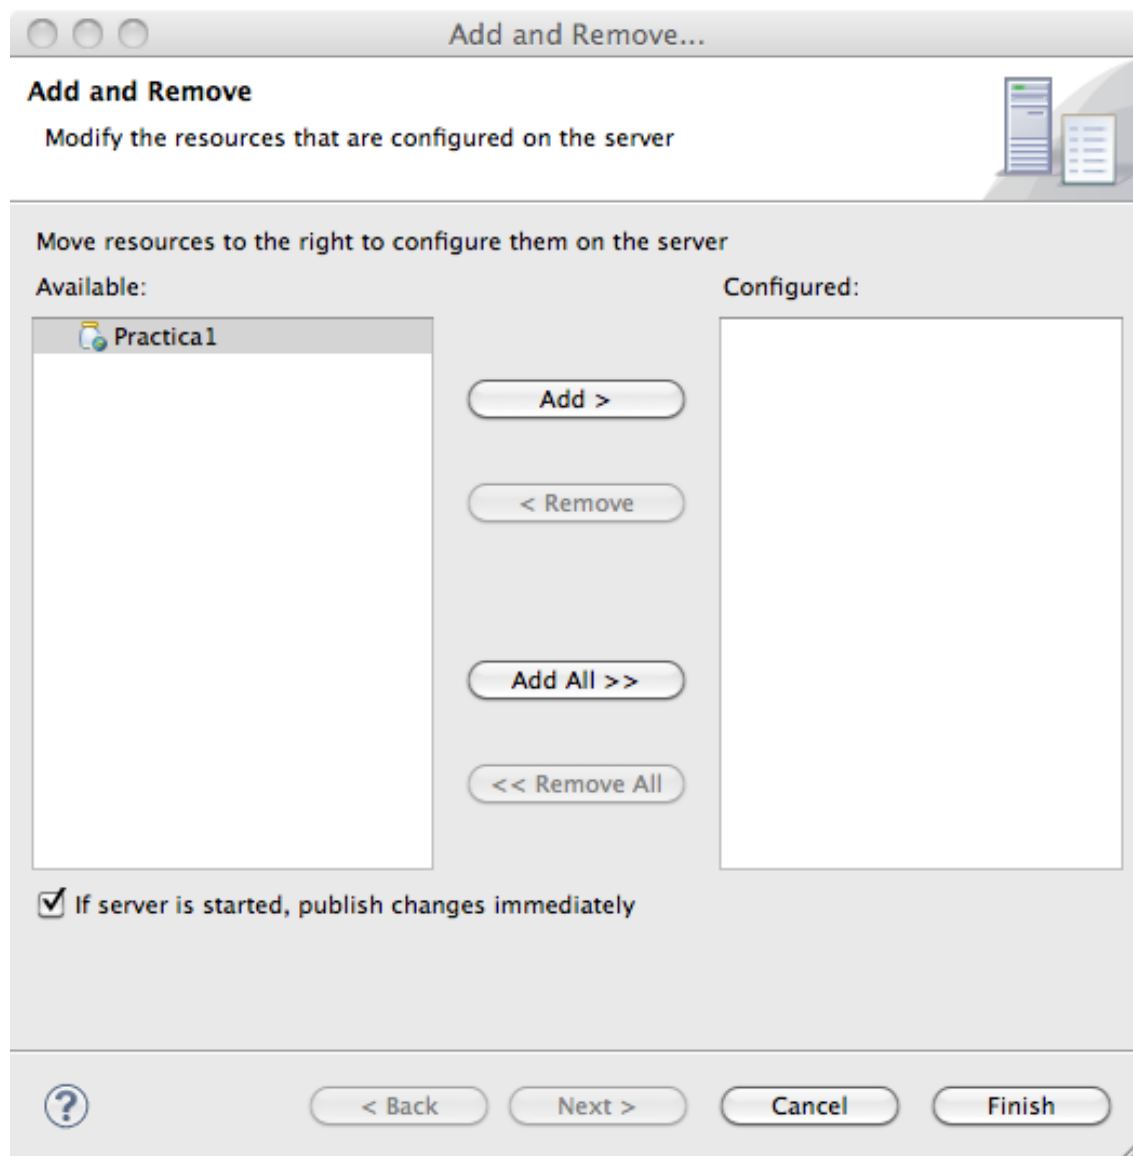 Add and Remove...
Add and Remove
Modify the resources that are configured on the server
Move resources to the right to configure them on the server
Available:
Configured:
Practica1
Add >
< Remove
Add All >>
<< Remove All
If server is started, publish changes immediately
?
< Back
Next >
Cancel
Finish